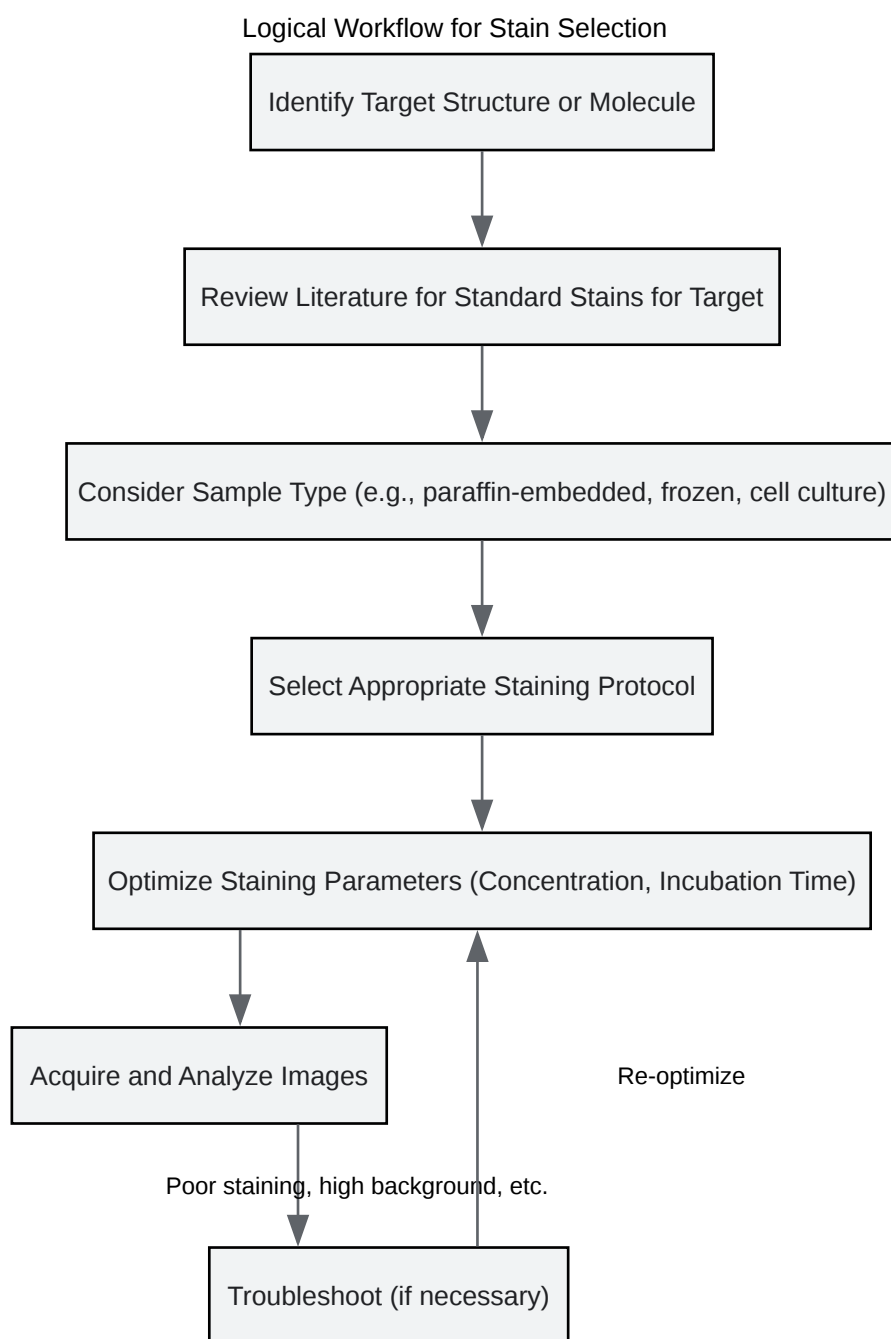 Logical Workflow for Stain Selection
Identify Target Structure or Molecule
Review Literature for Standard Stains for Target
Consider Sample Type (e.g., paraffin-embedded, frozen, cell culture)
Select Appropriate Staining Protocol
Optimize Staining Parameters (Concentration, Incubation Time)
Acquire and Analyze Images
Re-optimize
Poor staining, high background, etc.
Troubleshoot (if necessary)